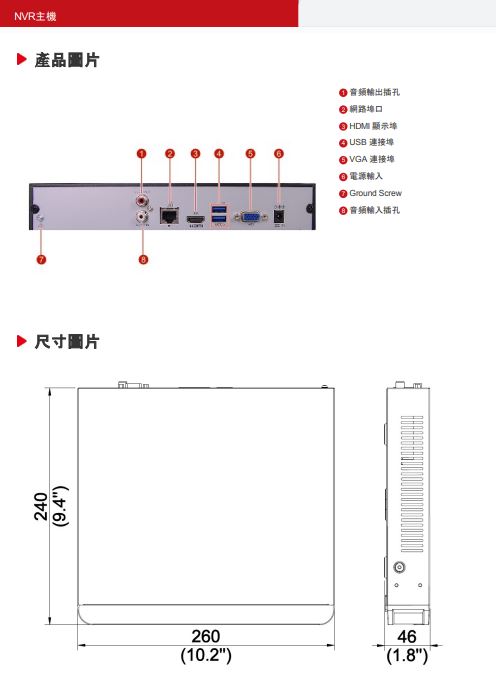 NVR主機
產品圖片
1 音頻輸出插孔
2 網路埠口
3 HDMI 顯示埠
4 USB 連接埠
5 VGA 連接埠
6 電源輸入
7 Ground Screw
8 音頻輸入插孔
1 2 3 4 5 6
7 8
尺寸圖片
240
(9.4")
260
(10.2")
46
(1.8")